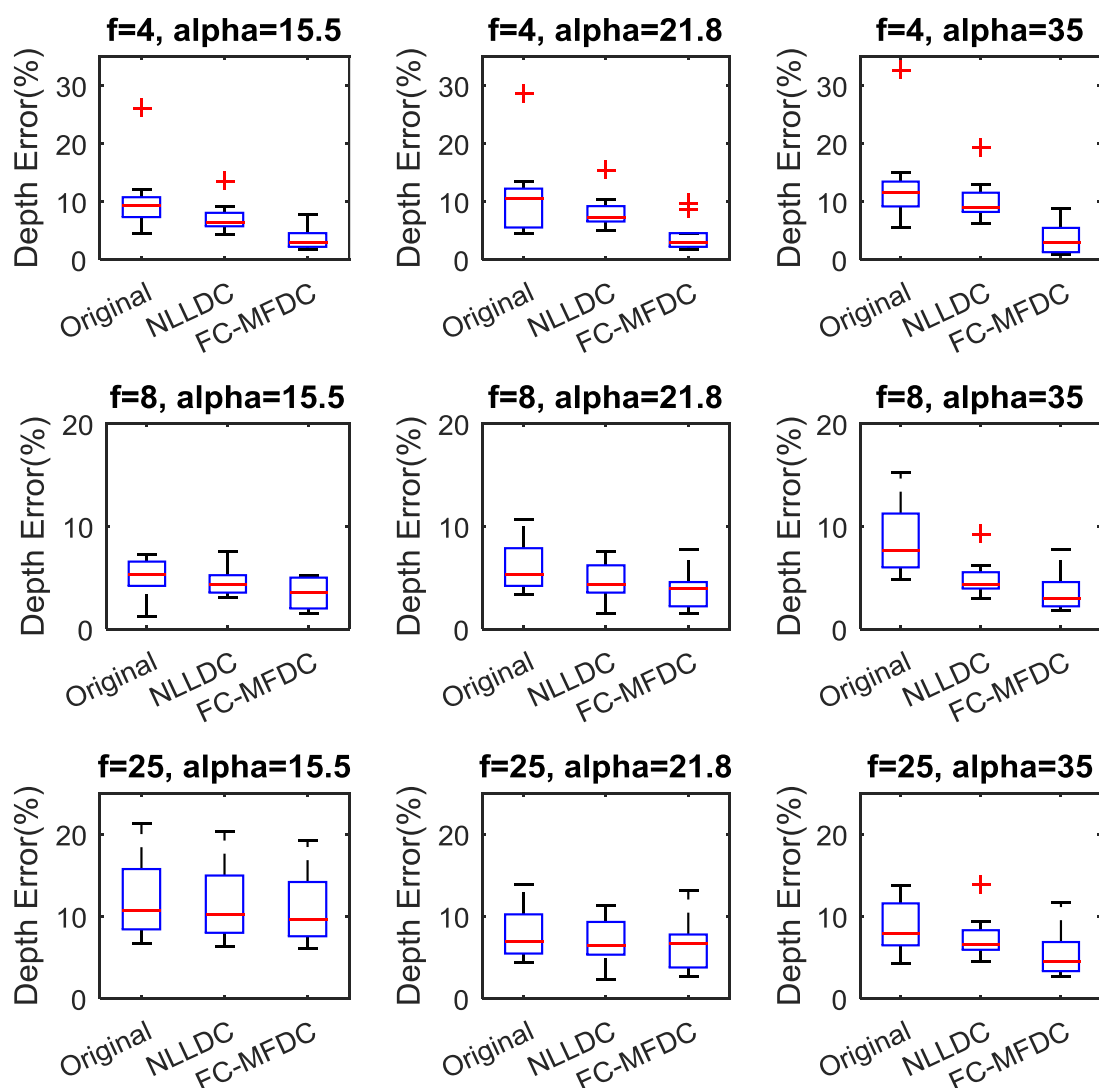 f=4, alpha=15.5
Depth Error(%)
30
20
10
0
Original
NLLDC
FC-MFDC
f=4, alpha=21.8
Depth Error(%)
30
20
10
0
Original
NLLDC
FC-MFDC
f=4, alpha=35
Depth Error(%)
30
20
10
0
Original
NLLDC
FC-MFDC
f=8, alpha=15.5
Depth Error(%)
20
10
0
Original
NLLDC
FC-MFDC
f=8, alpha=21.8
Depth Error(%)
20
10
0
Original
NLLDC
FC-MFDC
f=8, alpha=35
Depth Error(%)
20
10
0
Original
NLLDC
FC-MFDC
f=25, alpha=15.5
Depth Error(%)
20
10
0
Original
NLLDC
FC-MFDC
f=25, alpha=21.8
Depth Error(%)
20
10
0
Original
NLLDC
FC-MFDC
f=25, alpha=35
Depth Error(%)
20
10
0
Original
NLLDC
FC-MFDC